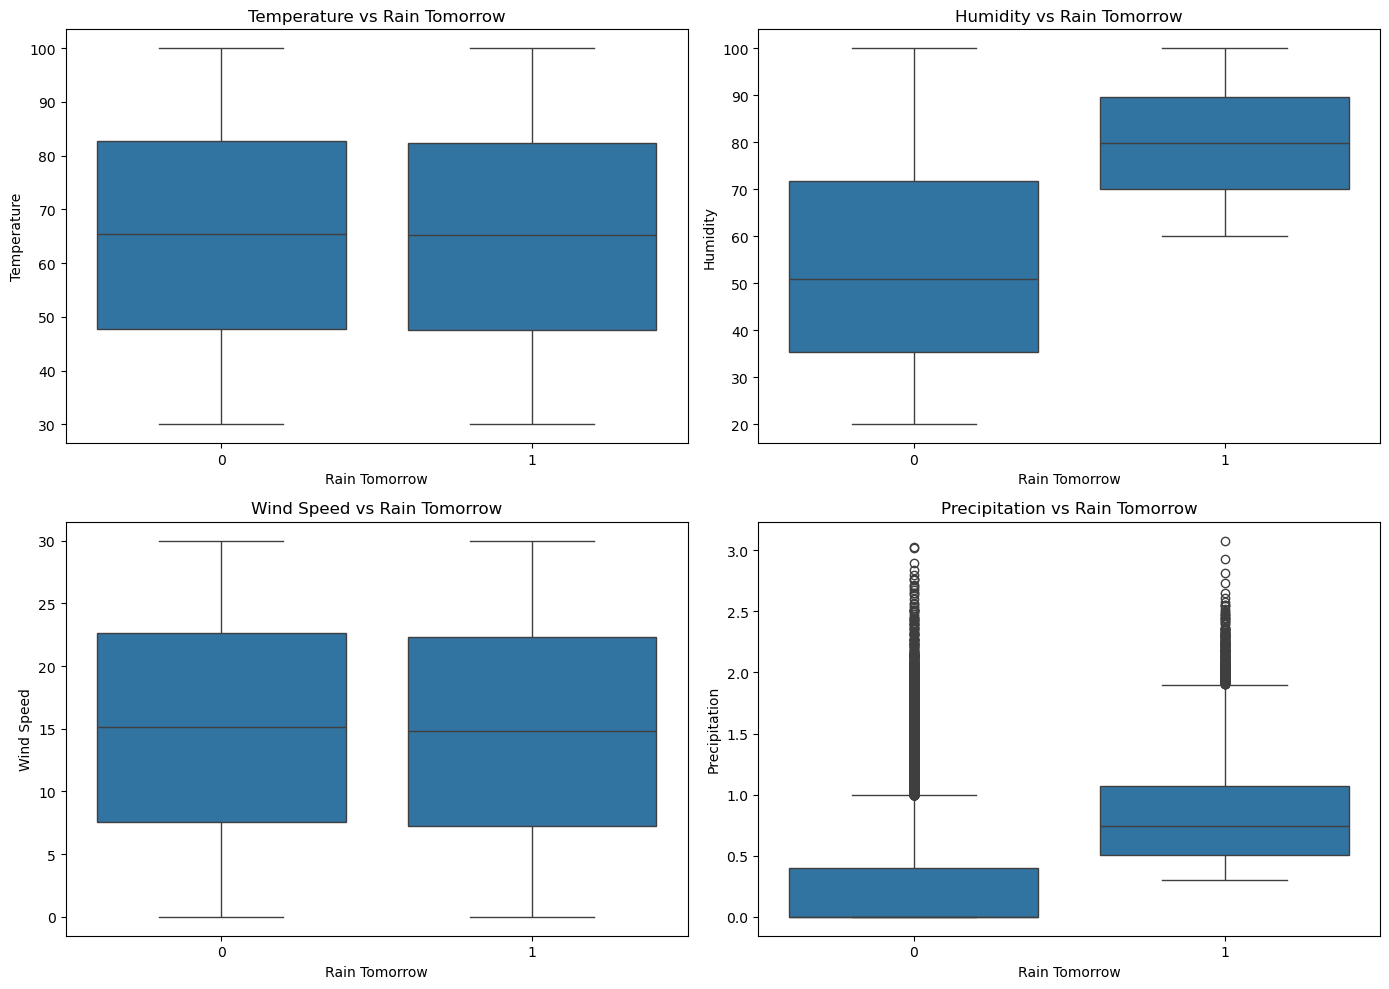 Temperature vs Rain Tomorrow
Temperature
100
90
80
70
60
50
40
30
0 1
Rain Tomorrow
Humidity vs Rain Tomorrow
Humidity
100
90
80
70
60
50
40
30
20
0 1
Rain Tomorrow
Wind Speed vs Rain Tomorrow
Wind Speed
30
25
20
15
10
5
0
0 1
Rain Tomorrow
Precipitation vs Rain Tomorrow
Precipitation
3.0
2.5
2.0
1.5
1.0
0.5
0.0
0 1
Rain Tomorrow